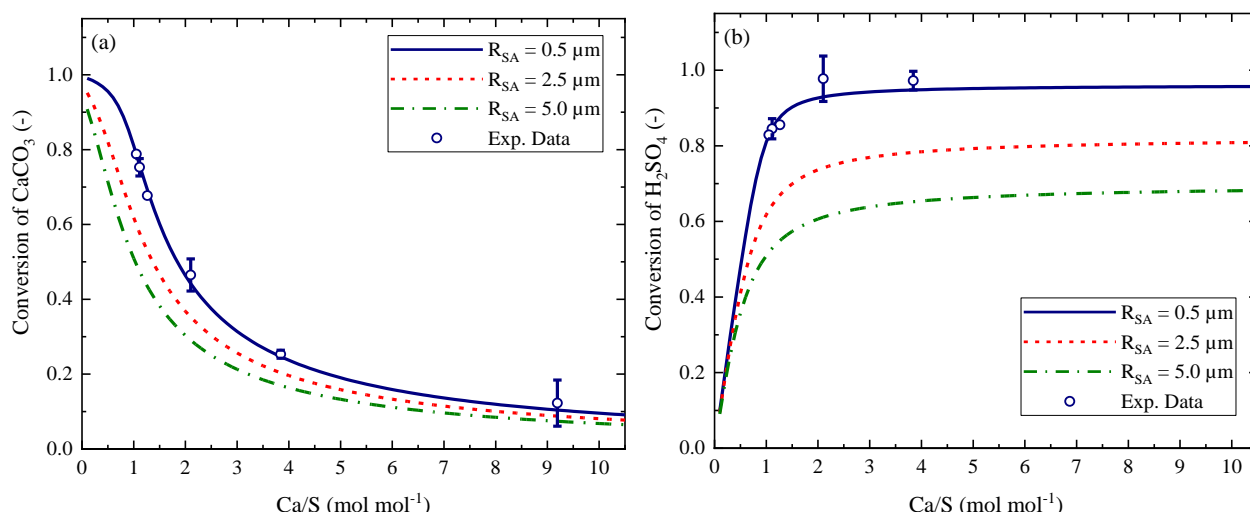 (a)
R_SA = 0.5 µm
R_SA = 2.5 µm
R_SA = 5.0 µm
Exp. Data
Conversion of CaCO₃ (-)
1.0
0.8
0.6
0.4
0.2
0.0
0 1 2 3 4 5 6 7 8 9 10
Ca/S (mol mol⁻¹)
(b)
Conversion of H₂SO₄ (-)
1.0
0.8
0.6
0.4
0.2
0.0
R_SA = 0.5 µm
R_SA = 2.5 µm
R_SA = 5.0 µm
Exp. Data
0 1 2 3 4 5 6 7 8 9 10
Ca/S (mol mol⁻¹)